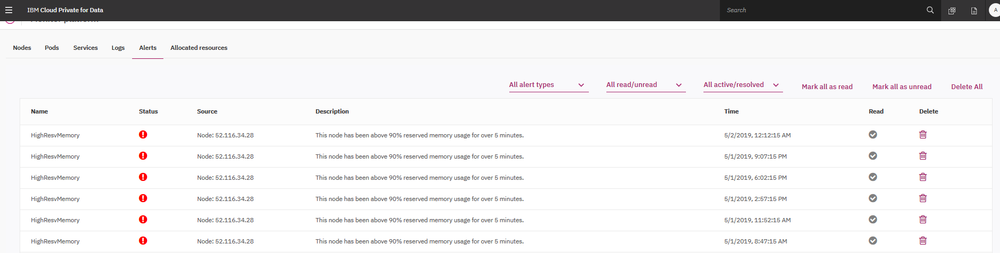 IBM Cloud Private for Data Search A
Monitor platform
Nodes Pods Services Logs Alerts Allocated resources
All alert types All read/unread All active/resolved Mark all as read Mark all as unread Delete All
Name Status Source Description Time Read Delete
HighResvMemory Node: 52.116.34.28 This node has been above 90% reserved memory usage for over 5 minutes. 5/2/2019, 12:12:15 AM
HighResvMemory Node: 52.116.34.28 This node has been above 90% reserved memory usage for over 5 minutes. 5/1/2019, 9:07:15 PM
HighResvMemory Node: 52.116.34.28 This node has been above 90% reserved memory usage for over 5 minutes. 5/1/2019, 6:02:15 PM
HighResvMemory Node: 52.116.34.28 This node has been above 90% reserved memory usage for over 5 minutes. 5/1/2019, 2:57:15 PM
HighResvMemory Node: 52.116.34.28 This node has been above 90% reserved memory usage for over 5 minutes. 5/1/2019, 11:52:15 AM
HighResvMemory Node: 52.116.34.28 This node has been above 90% reserved memory usage for over 5 minutes. 5/1/2019, 8:47:15 AM